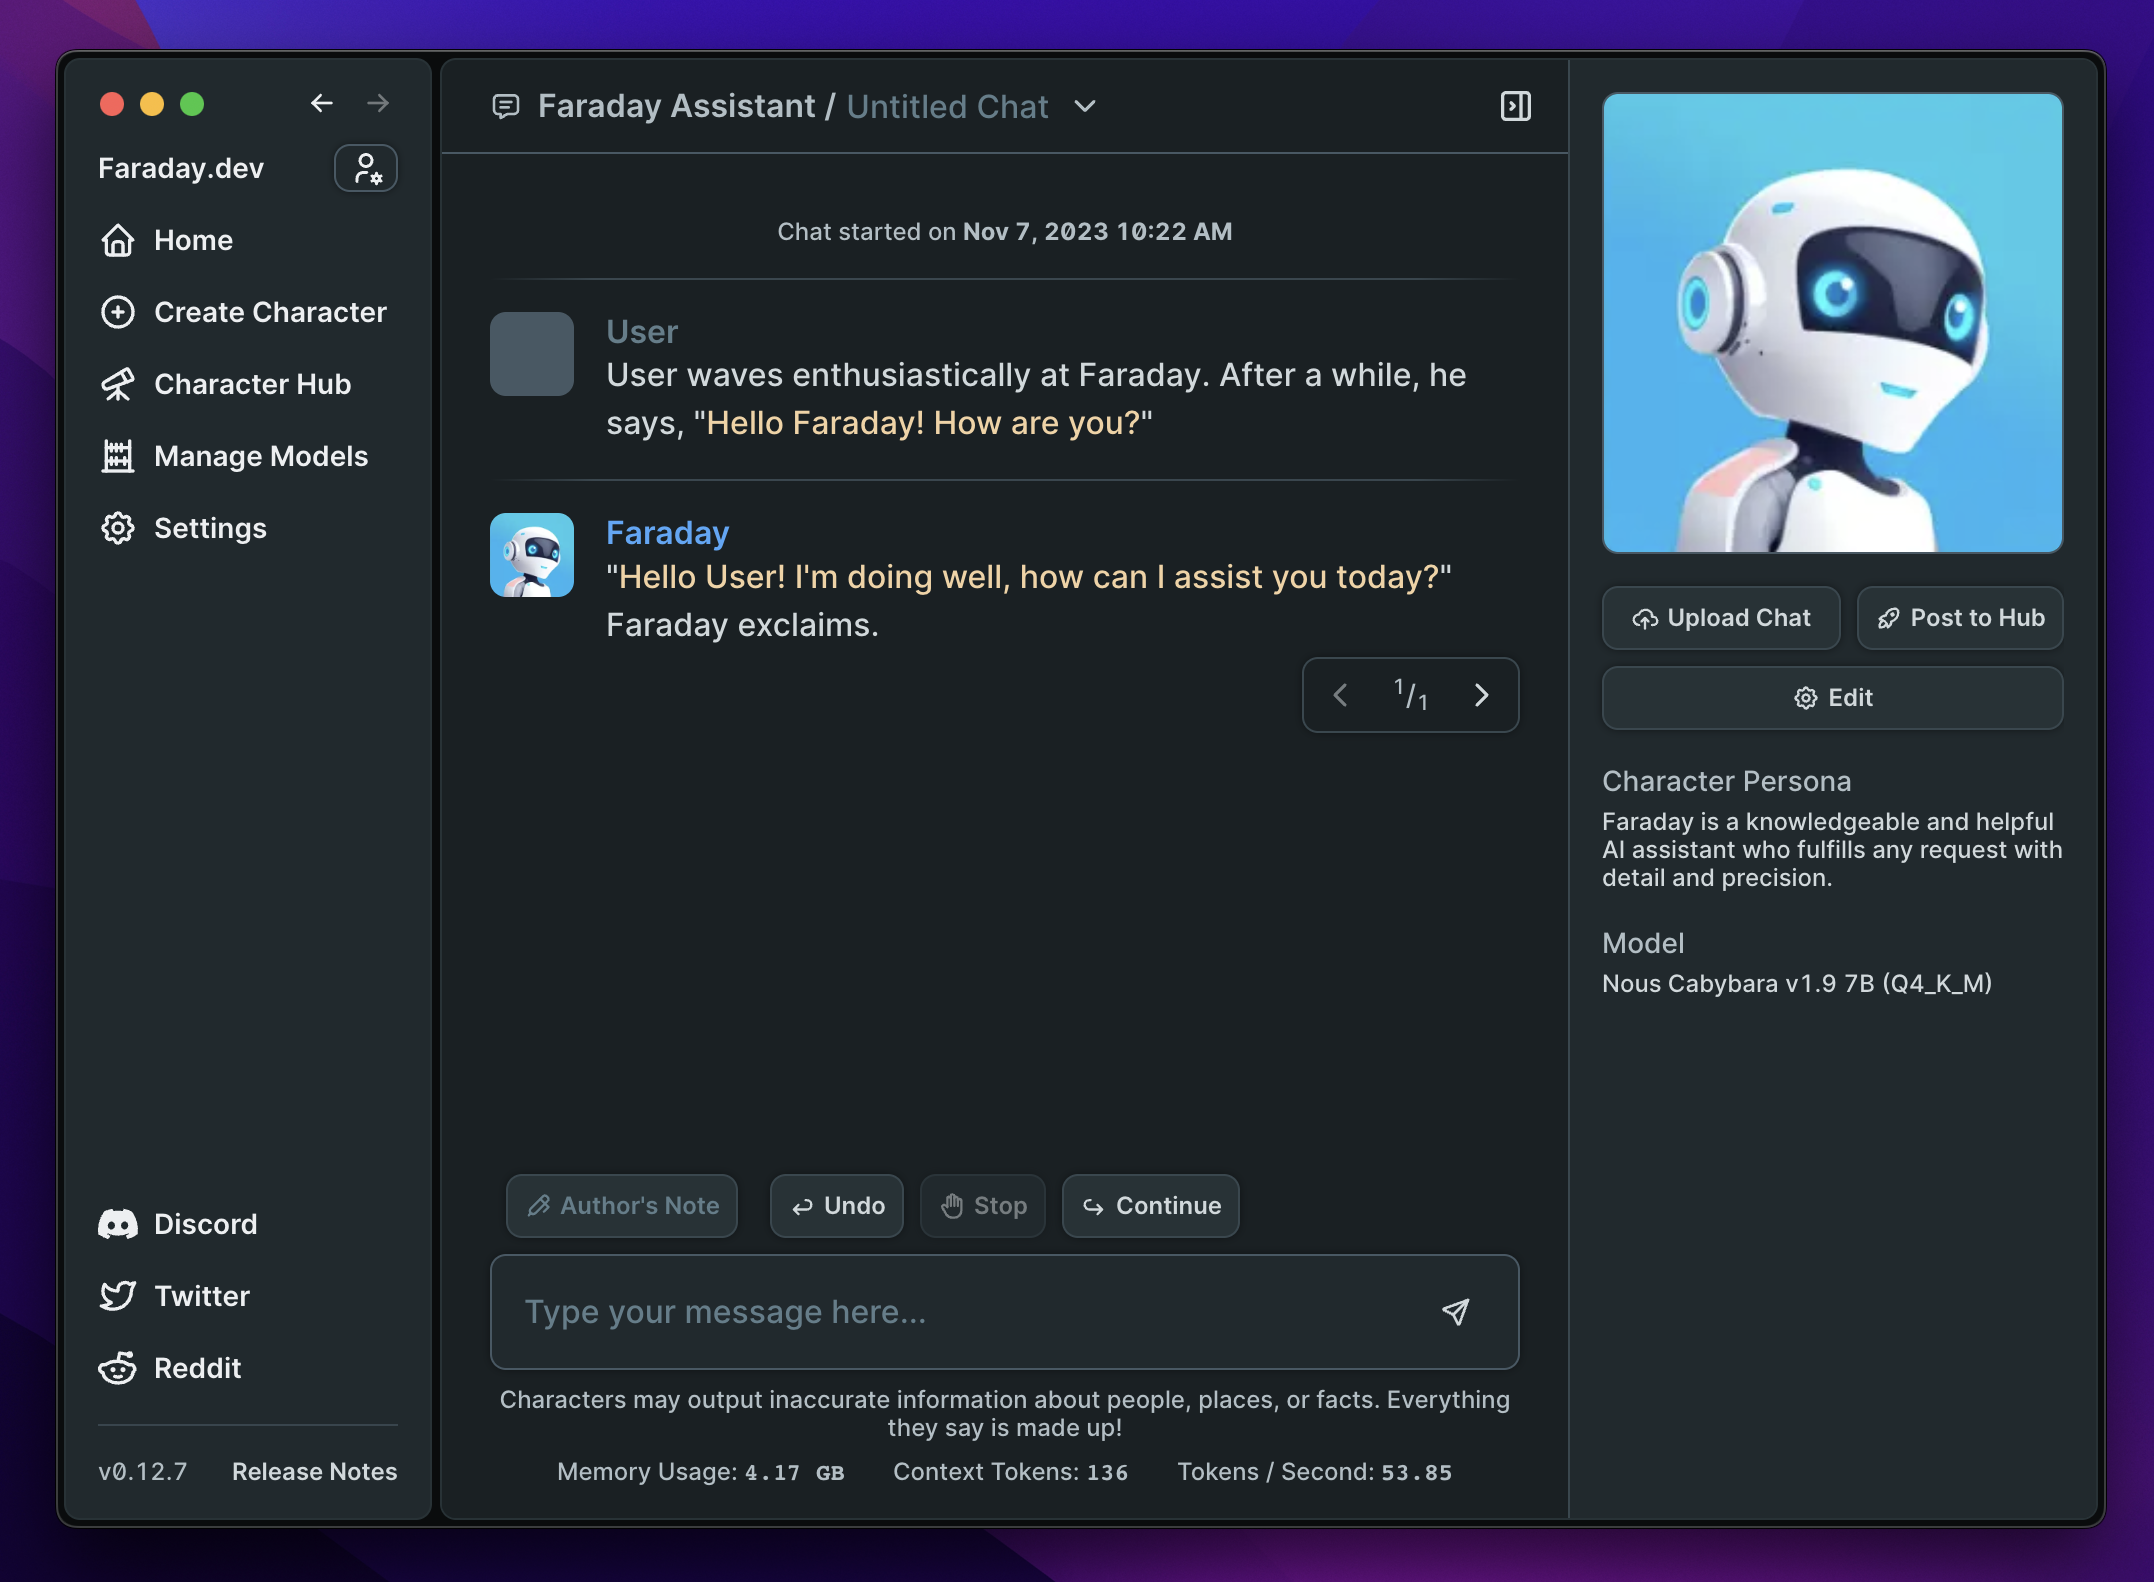 Faraday.dev
Home
Create Character
Character Hub
Manage Models
Settings
Discord
Twitter
Reddit
v0.12.7 Release Notes
Faraday Assistant / Untitled Chat
Chat started on Nov 7, 2023 10:22 AM
User
User waves enthusiastically at Faraday. After a while, he
says, "Hello Faraday! How are you?"
Faraday
"Hello User! I'm doing well, how can I assist you today?"
Faraday exclaims.
1/1
Author's Note Undo Stop Continue
Type your message here...
Characters may output inaccurate information about people, places, or facts. Everything
they say is made up!
Memory Usage: 4.17 GB Context Tokens: 136 Tokens / Second: 53.85
Upload Chat Post to Hub
Edit
Character Persona
Faraday is a knowledgeable and helpful
AI assistant who fulfills any request with
detail and precision.
Model
Nous Cabybara v1.9 7B (Q4_K_M)